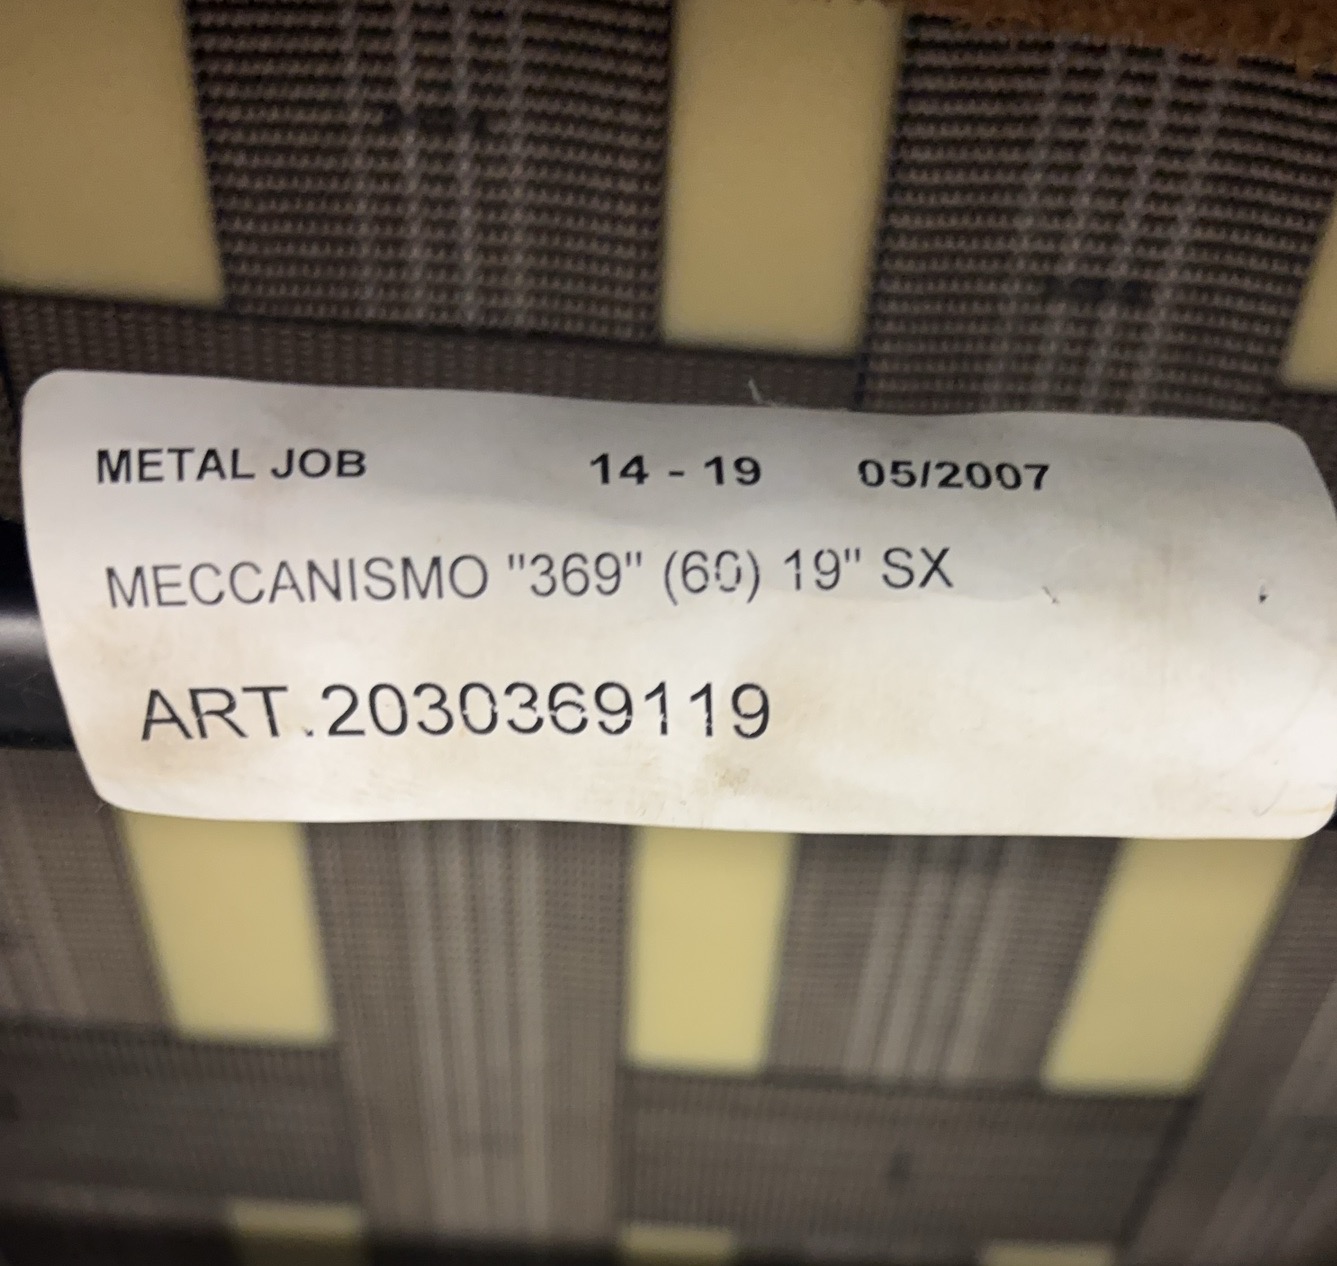 METAL JOB 14 - 19 05/2007
MECCANISMO "369" (60) 19" SX
ART.2030369119